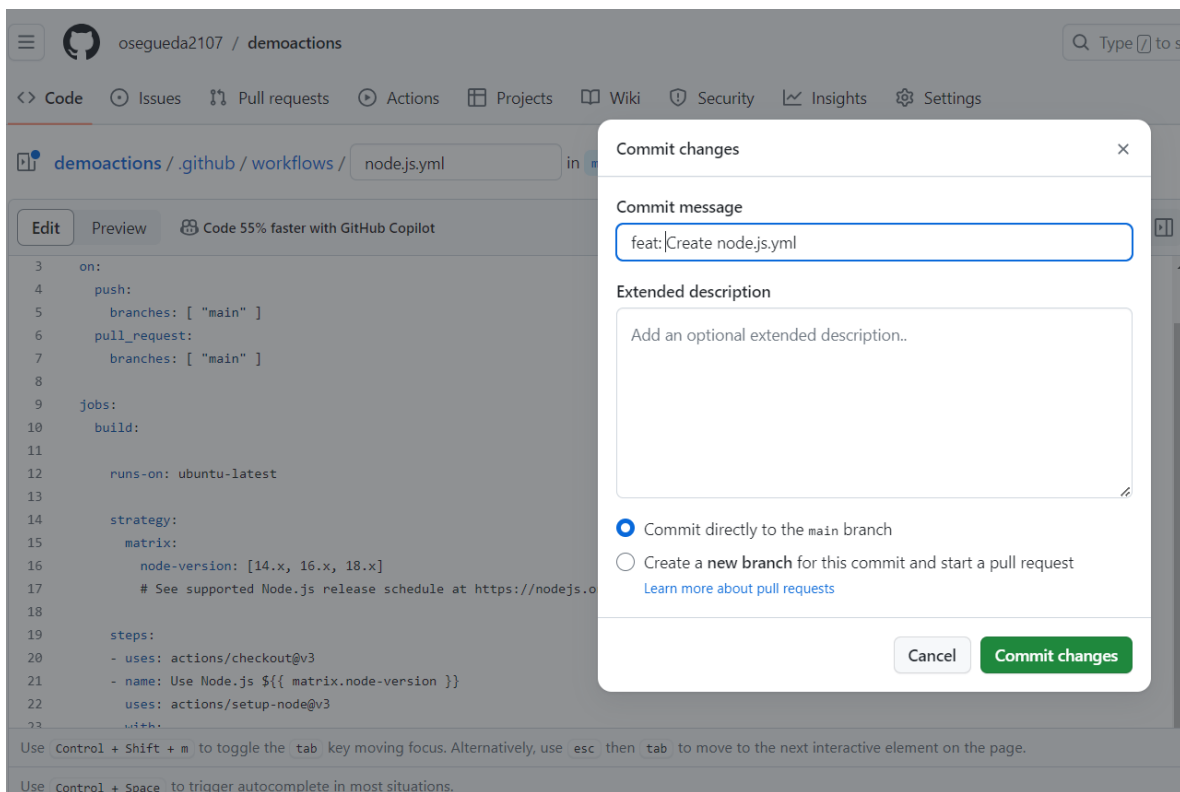 osegueda2107 / demoactions
Type / to s
<> Code Issues Pull requests Actions Projects Wiki Security Insights Settings
demoactions / .github / workflows / node.js.yml in m
Edit Preview Code 55% faster with GitHub Copilot
3 on:
4 push:
5 branches: [ "main" ]
6 pull_request:
7 branches: [ "main" ]
8
9 jobs:
10 build:
11
12 runs-on: ubuntu-latest
13
14 strategy:
15 matrix:
16 node-version: [14.x, 16.x, 18.x]
17 # See supported Node.js release schedule at https://nodejs.o
18
19 steps:
20 - uses: actions/checkout@v3
21 - name: Use Node.js ${{ matrix.node-version }}
22 uses: actions/setup-node@v3
23 with:
Use Control + Shift + m to toggle the tab key moving focus. Alternatively, use esc then tab to move to the next interactive element on the page.
Use Control + Space to trigger autocomplete in most situations.
Commit changes
Commit message
feat: Create node.js.yml
Extended description
Add an optional extended description..
Commit directly to the main branch
Create a new branch for this commit and start a pull request
Learn more about pull requests
Cancel Commit changes